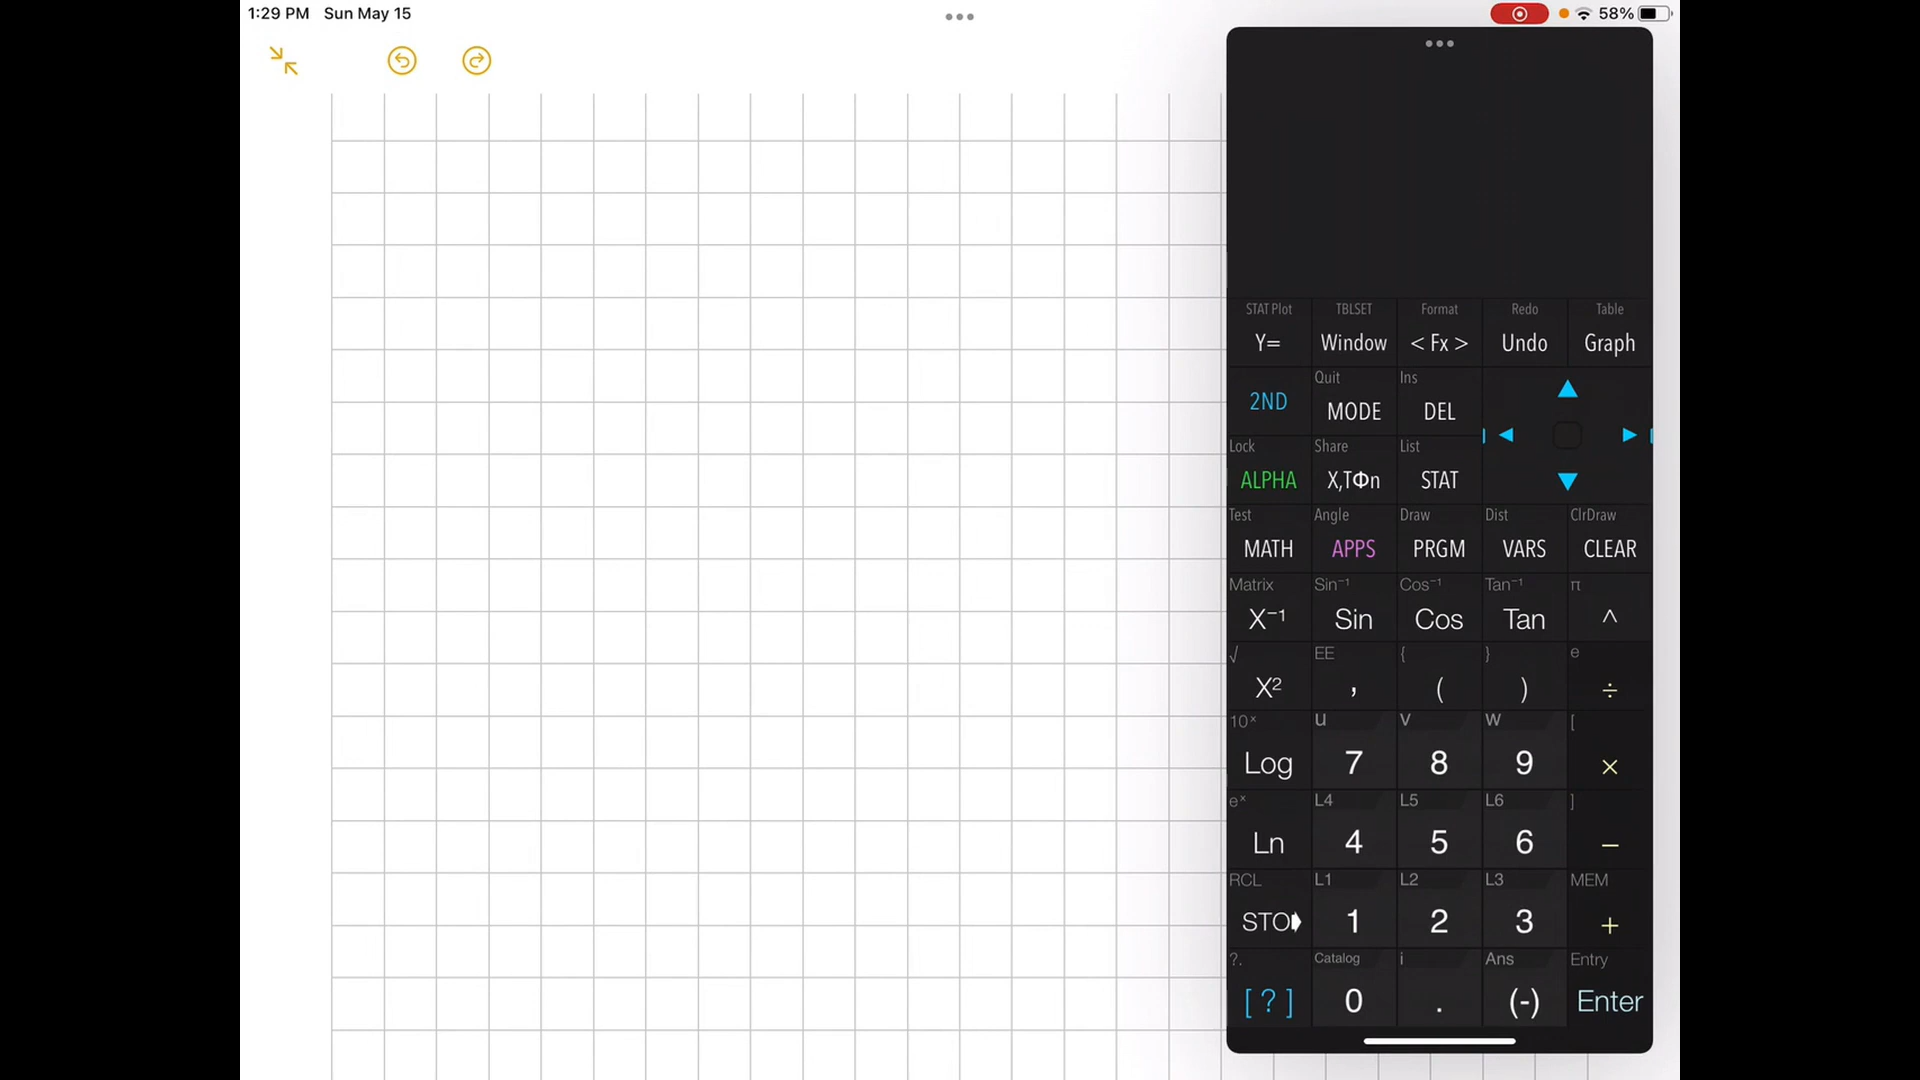 1:29 PM Sun May 15
58%
STAT Plot TBLSET Format Redo Table
Y= Window < Fx > Undo Graph
Quit Ins
2ND MODE DEL
Lock Share List
ALPHA X,TΦn STAT
Test Angle Draw Dist ClrDraw
MATH APPS PRGM VARS CLEAR
Matrix Sin⁻¹ Cos⁻¹ Tan⁻¹ π
X⁻¹ Sin Cos Tan ^
√ EE { } e
X² , ( ) ÷
10ˣ u v w [
Log 7 8 9 ×
eˣ L4 L5 L6 ]
Ln 4 5 6 −
RCL L1 L2 L3 MEM
STO 1 2 3 +
?. Catalog i Ans Entry
[ ? ] 0 . (-) Enter